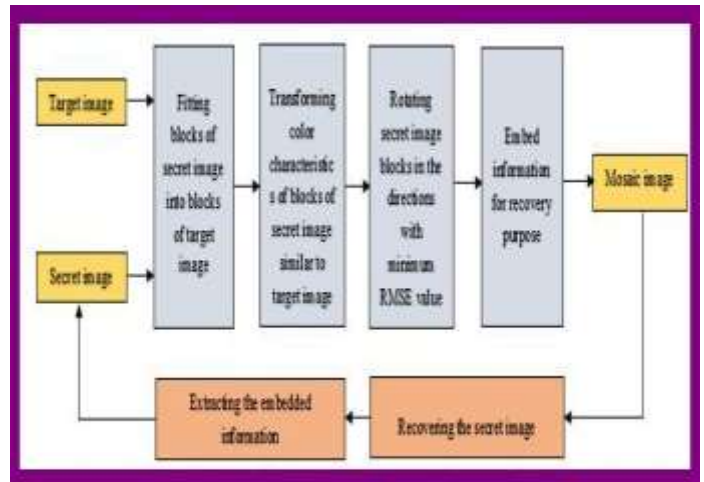 Target image
Secret image
Fitting
blocks of
secret image
into blocks
of target
image
Transforming
color
characteristic
s of blocks of
secret image
similar to
target image
Rotating
secret image
blocks in the
directions
with
minimum
RMSE value
Embed
information
for recovery
purpose
Mosaic image
Extracting the embedded
information
Recovering the secret image